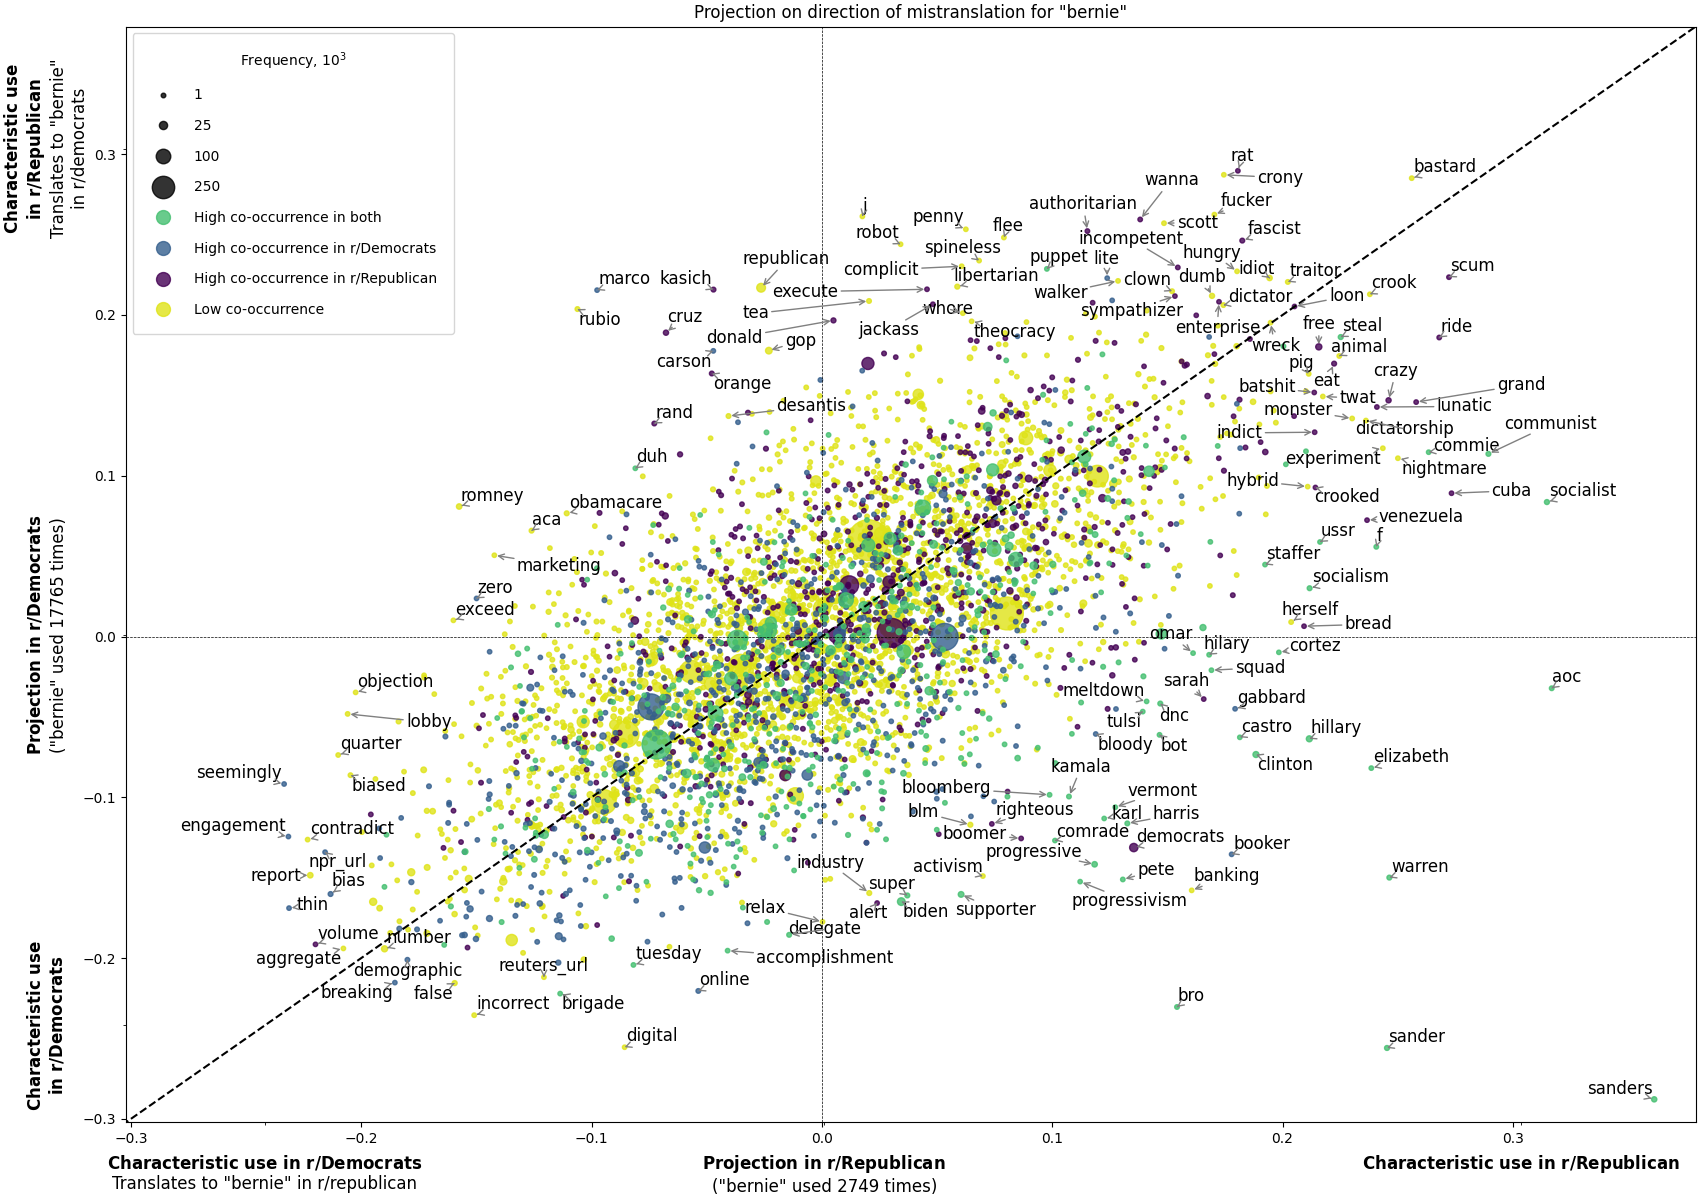 Projection on direction of mistranslation for "bernie"
Frequency, 10³
1
25
100
250
High co-occurrence in both
High co-occurrence in r/Democrats
High co-occurrence in r/Republican
Low co-occurrence
Characteristic use
in r/Republican
Translates to "bernie"
in r/democrats
Projection in r/Democrats
("bernie" used 17765 times)
Characteristic use
in r/Democrats
0.3
0.2
0.1
0.0
−0.1
−0.2
−0.3
rat
crony
bastard
wanna
fucker
j
authoritarian
penny
flee
scott
robot
fascist
spineless
incompetent
hungry
republican
puppet
lite
complicit
libertarian
clown
dumb
idiot
traitor
scum
marco
kasich
execute
walker
dictator
loon
crook
rubio
tea
whore
sympathizer
cruz
donald
jackass
theocracy
enterprise
free
steal
ride
gop
wreck
animal
carson
pig
orange
eat
crazy
batshit
twat
grand
rand
desantis
monster
lunatic
indict
dictatorship
communist
duh
experiment
commie
nightmare
romney
obamacare
hybrid
crooked
cuba
socialist
aca
venezuela
ussr
f
marketing
staffer
zero
socialism
exceed
herself
bread
omar
hilary
cortez
objection
squad
sarah
aoc
lobby
meltdown
gabbard
tulsi
dnc
quarter
castro
hillary
bloody
bot
seemingly
kamala
clinton
elizabeth
biased
bloomberg
vermont
engagement
contradict
blm
righteous
karl
harris
boomer
comrade
democrats
npr_url
progressive
booker
report
bias
industry
activism
pete
banking
warren
thin
super
relax
alert
biden
supporter
progressivism
volume
number
delegate
aggregate
demographic
reuters_url
tuesday
accomplishment
breaking
false
online
incorrect
brigade
bro
digital
sander
sanders
−0.3
−0.2
−0.1
0.0
0.1
0.2
0.3
Characteristic use in r/Democrats
Translates to "bernie" in r/republican
Projection in r/Republican
("bernie" used 2749 times)
Characteristic use in r/Republican